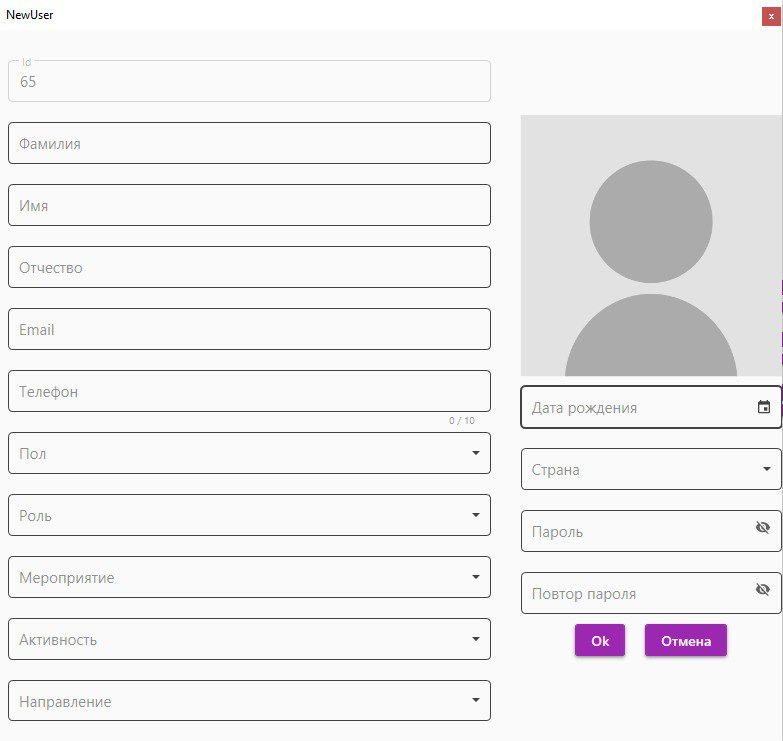 NewUser
x
Id
65
Фамилия
Имя
Отчество
Email
Телефон
0 / 10
Пол
Роль
Мероприятие
Активность
Направление
Дата рождения
Страна
Пароль
Повтор пароля
Ok
Отмена